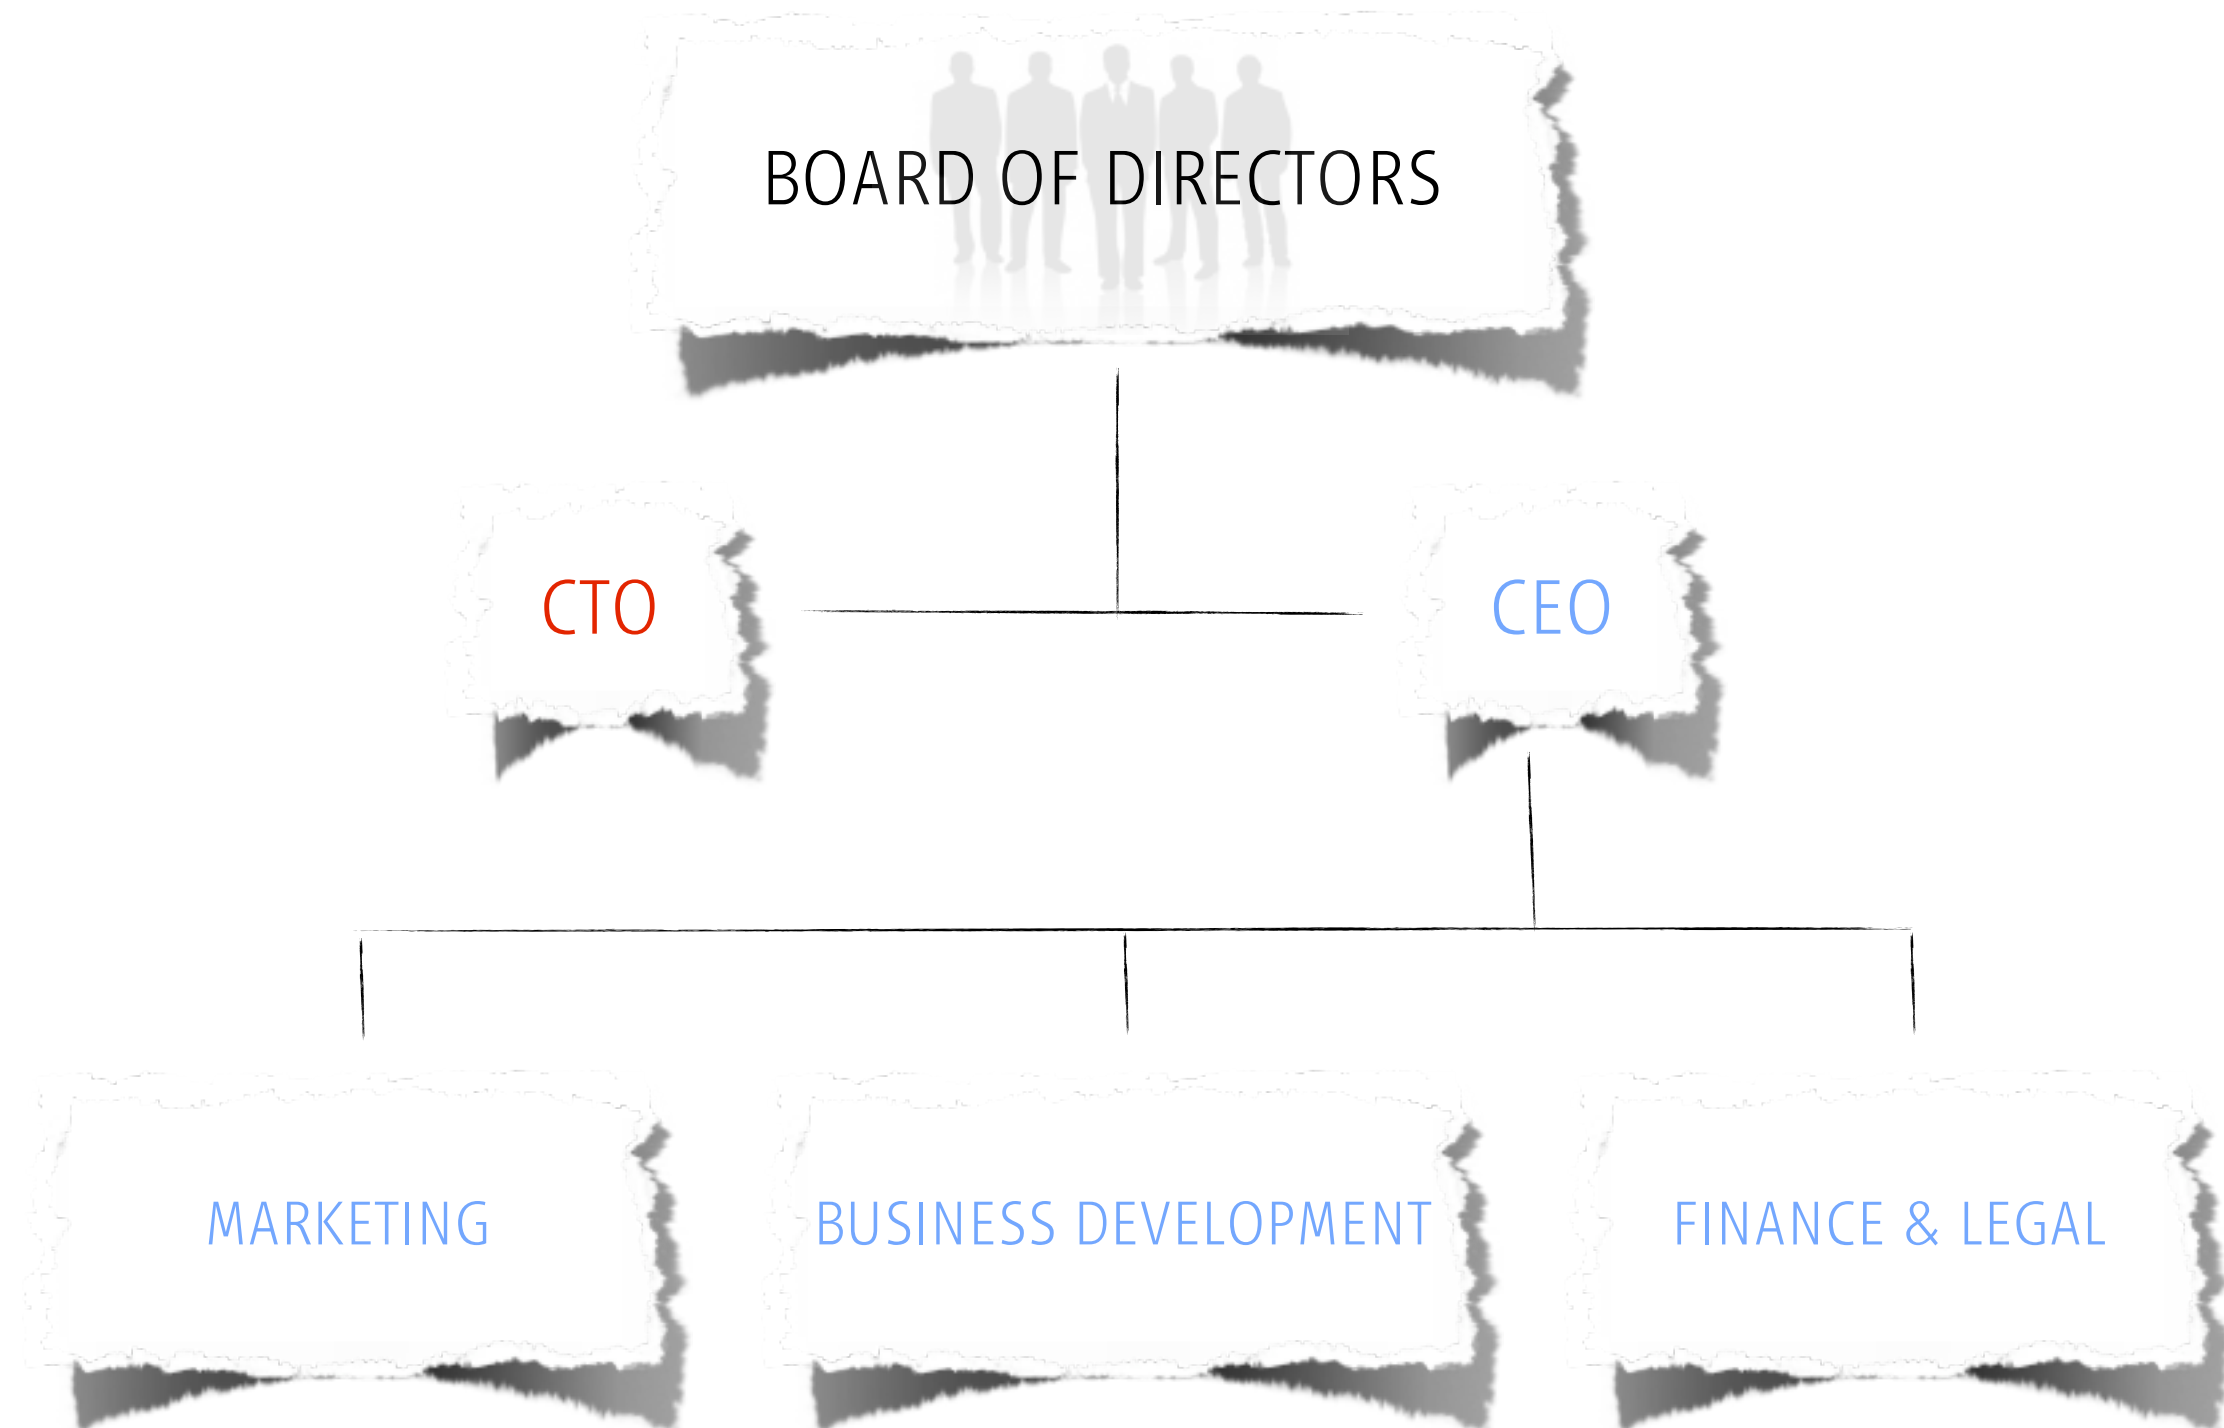 BOARD OF DIRECTORS
CTO
CEO
MARKETING
BUSINESS DEVELOPMENT
FINANCE & LEGAL